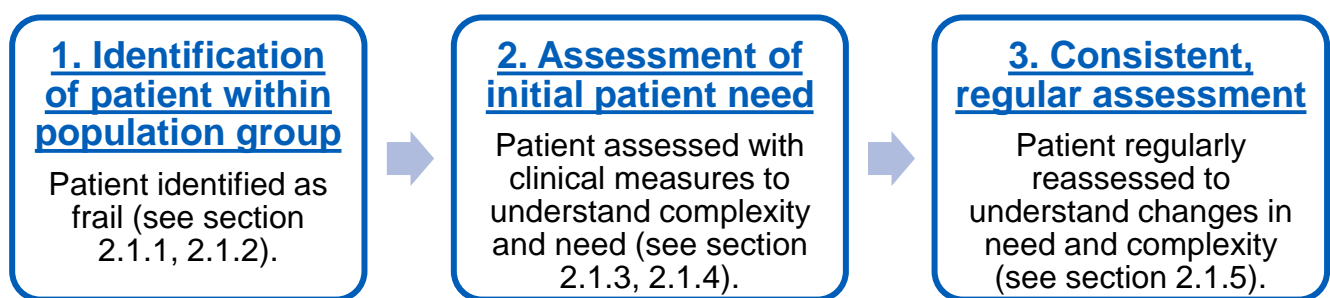 1. Identification
of patient within
population group
Patient identified as
frail (see section
2.1.1, 2.1.2).
2. Assessment of
initial patient need
Patient assessed with
clinical measures to
understand complexity
and need (see section
2.1.3, 2.1.4).
3. Consistent,
regular assessment
Patient regularly
reassessed to
understand changes in
need and complexity
(see section 2.1.5).